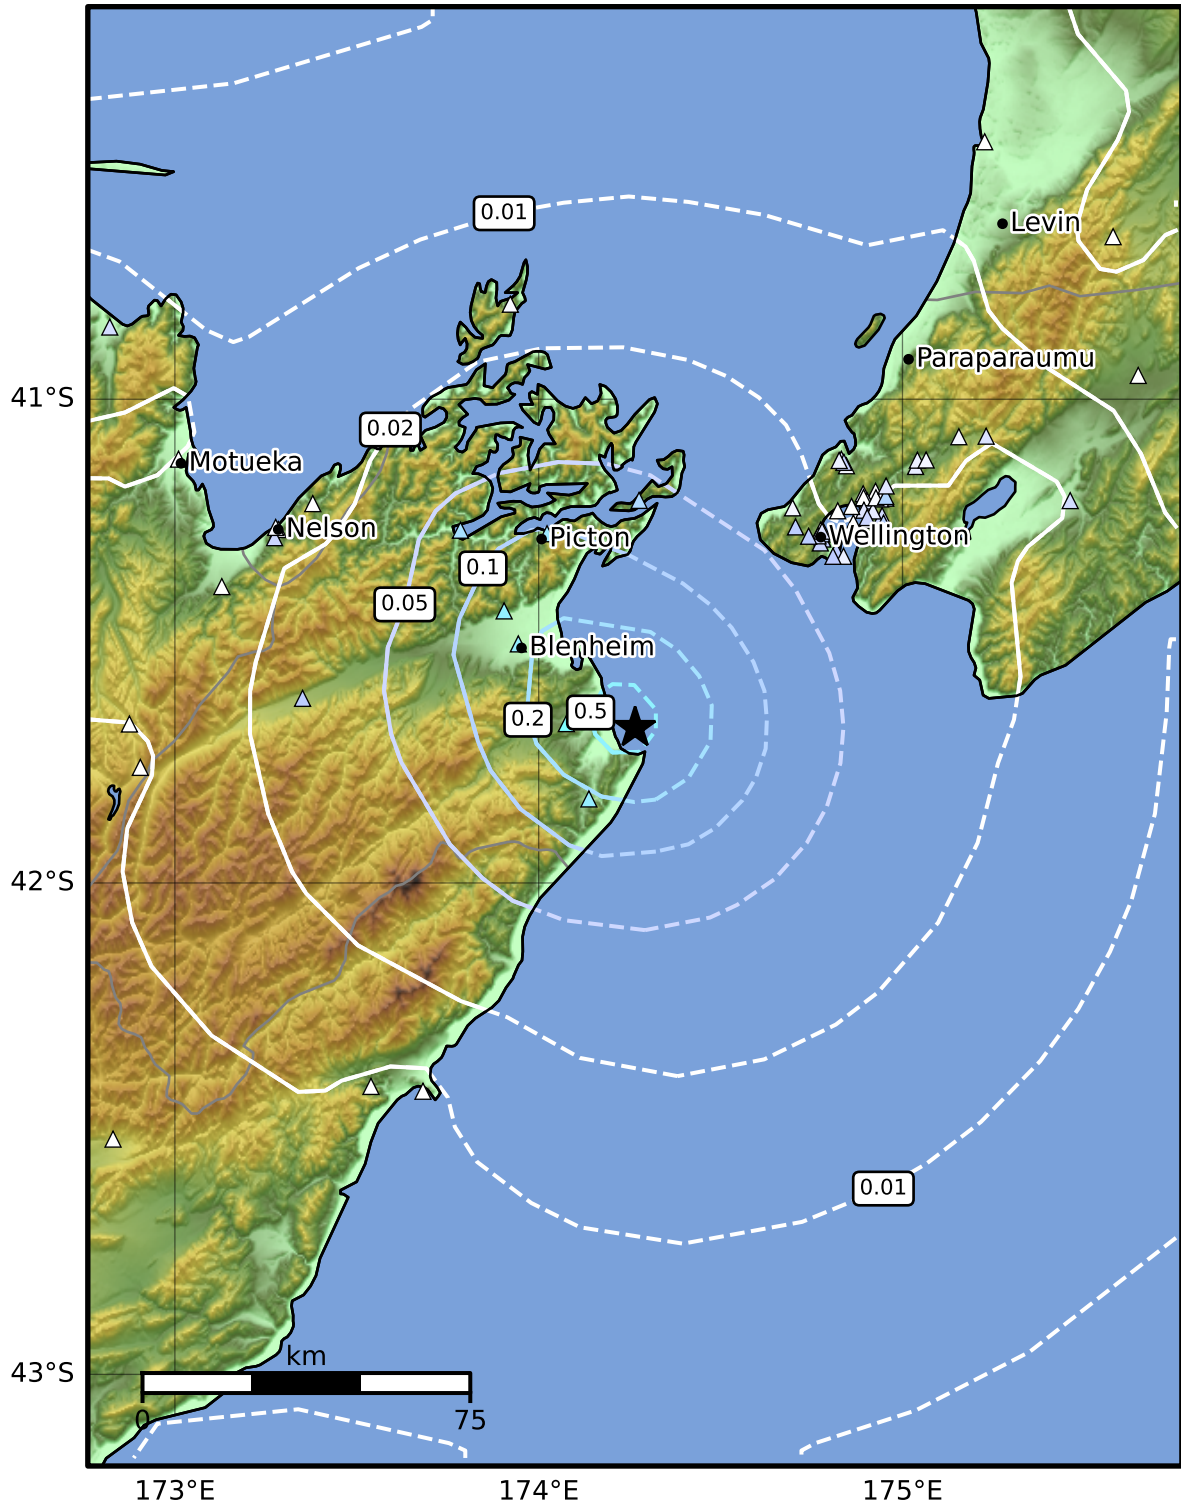 0.01
Levin
Paraparaumu
41°S
0.02
Motueka
Nelson
Picton
Wellington
0.1
0.05
Blenheim
0.2
0.5
42°S
0.01
km
43°S
0
75
173°E
174°E
175°E